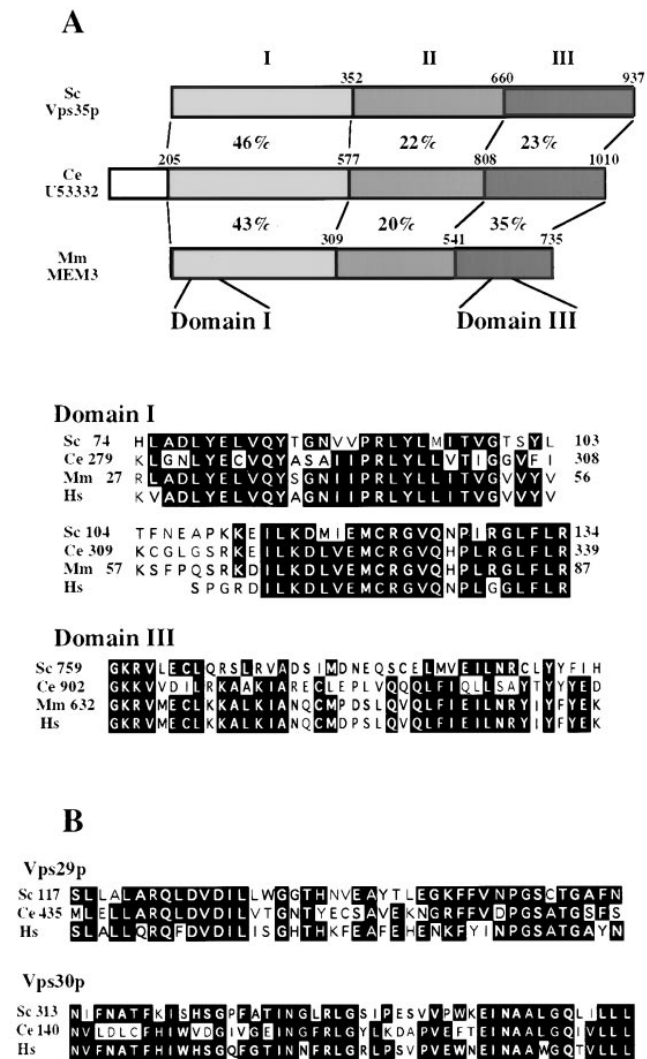 A
I II III
352 660 937
Sc
Vps35p
46% 22% 23%
205 577 808 1010
Ce
U53332
43% 20% 35%
309 541 735
Mm
MEM3
Domain I Domain III
Domain I
Sc 74 HLADLYELVQYTGNVVPRLYLMITVGTSYL 103
Ce 279 KLGNLYECVQYASAIIPRLYLLVTIGGVFI 308
Mm 27 RLADLYELVQYSGNIIPRLYLLITVGVVYV 56
Hs KVADLYELVQYAGNIIPRLYLLITVGVVYV
Sc 104 TFNEAPKKEILKDMIEMCRGVQNPIRGLFLR 134
Ce 309 KCGLGSRKEILKDLVEMCRGVQHPLRGLFLR 339
Mm 57 KSFPQSRKDILKDLVEMCRGVQHPLRGLFLR 87
Hs SPGRDILKDLVEMCRGVQNPLGGLFLR
Domain III
Sc 759 GKRVLECLQRSLRVADSIMDNEQSCELMVEILNRCLYYFIH
Ce 902 GKKVVDILRKAAKIARECLEPLVQQQLFIQLLSAYTYYYED
Mm 632 GKRVMECLKKALKIANQCMPDSLQVQLFIEILNRYIYFYEK
Hs GKRVMECLKKALKIANQCMDPSLQVQLFIEILNRYIYFYEK
B
Vps29p
Sc 117 SLLALARQLDVDILLWGGTHNVEAYTLEGKFFVNPGSCTGAFN
Ce 435 MLELLARQLDVDILVTGNTYECSAVEKNGRFFVDPGSATGSFS
Hs SLALLQRQFDVDILISGHTHKFEAFEHENKFYINPGSATGAYN
Vps30p
Sc 313 NIFNATFKISHSGPFATINGLRLGSIPESVVPWKEINAALGQLILLL
Ce 140 NVLDLCFHIWVDGIVGEINGFRLGYLKDAPVEFTEINAALGQIVLLL
Hs NVFNATFHIWHSGQFGTINNFRLGRLPSVPVEWNEINAAWGQTVLLL